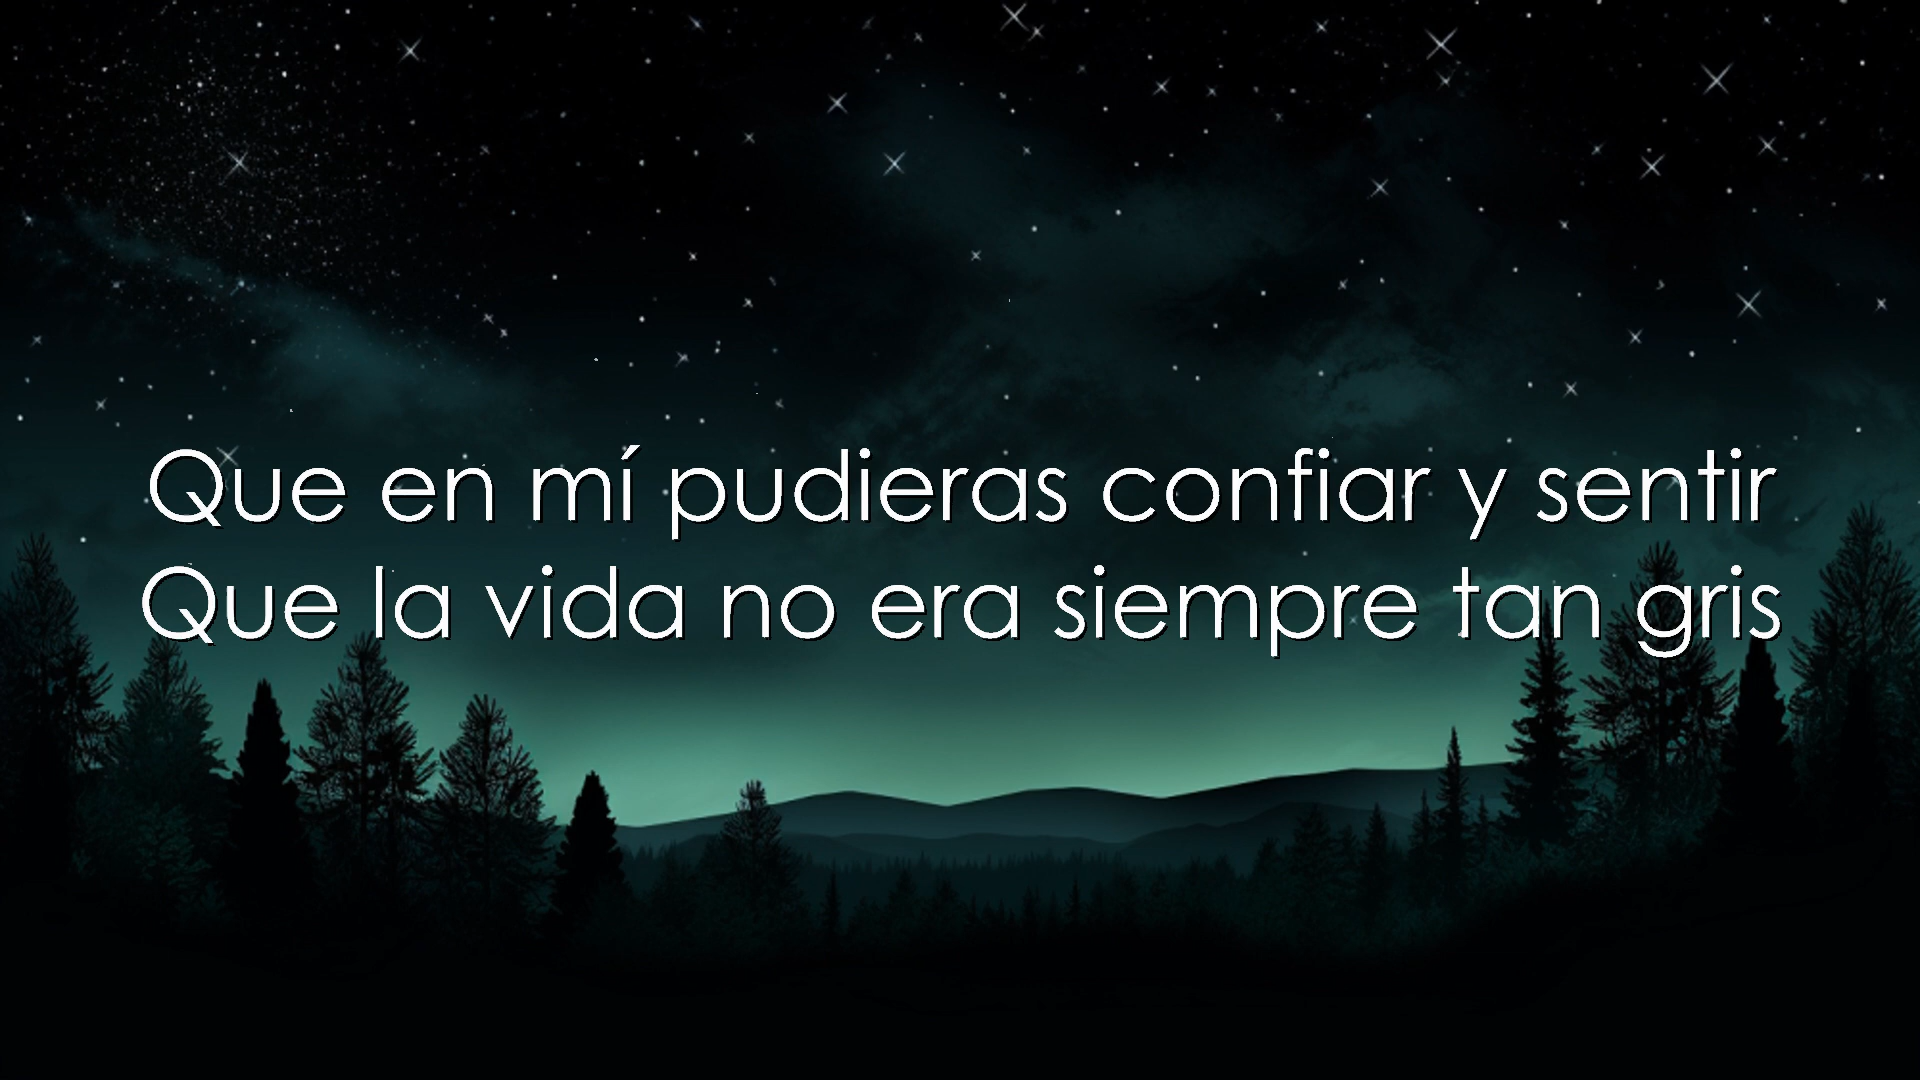 Que en mí pudieras confiar y sentir
Que la vida no era siempre tan gris